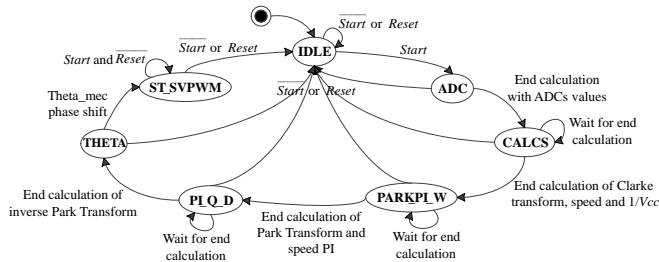 Start or Reset
Start and Reset
Start or Reset
IDLE
Start
ST_SVPWM
Start or Reset
ADC
Theta_mec
phase shift
End calculation
with ADCs values
Wait for end
calculation
THETA
CALCS
End calculation of
inverse Park Transform
PI_Q_D
PARKPI_W
End calculation of Clarke
transform, speed and 1/Vcc
Wait for end
calculation
End calculation of
Park Transform and
speed PI
Wait for end
calculation